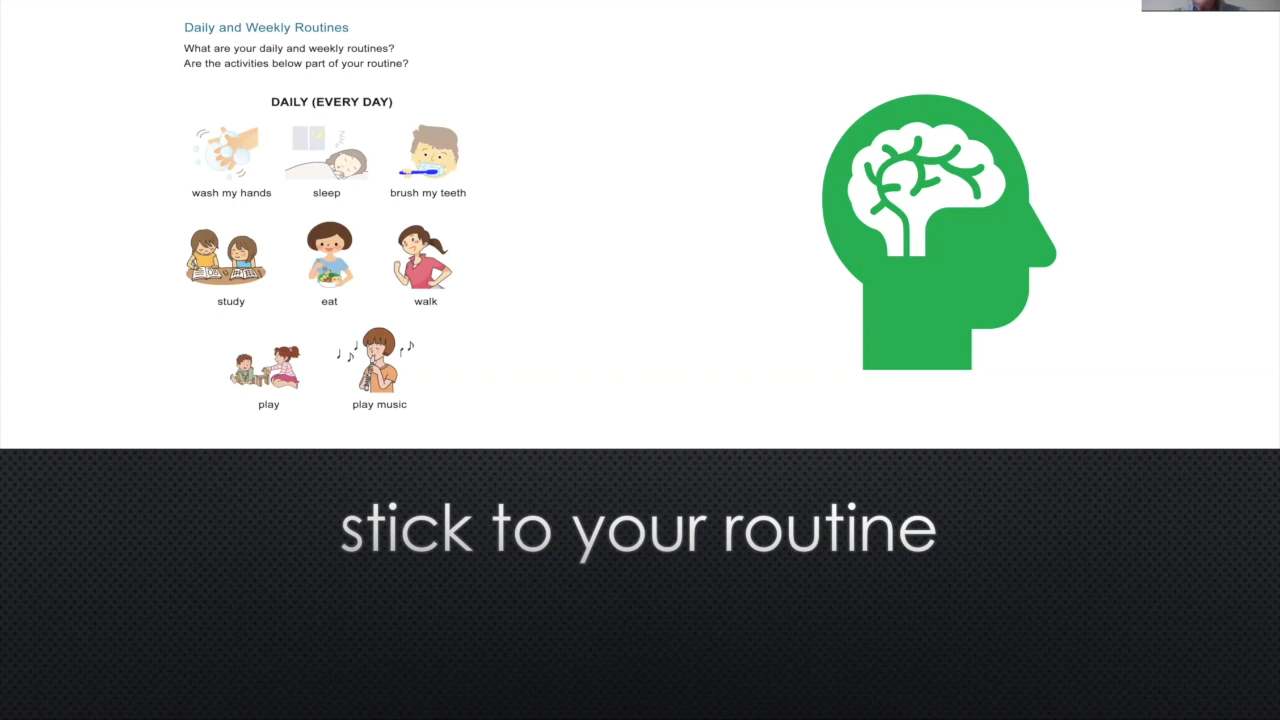 Daily and Weekly Routines
What are your daily and weekly routines?
Are the activities below part of your routine?
DAILY (EVERY DAY)
wash my hands
sleep
brush my teeth
study
eat
walk
play
play music
stick to your routine